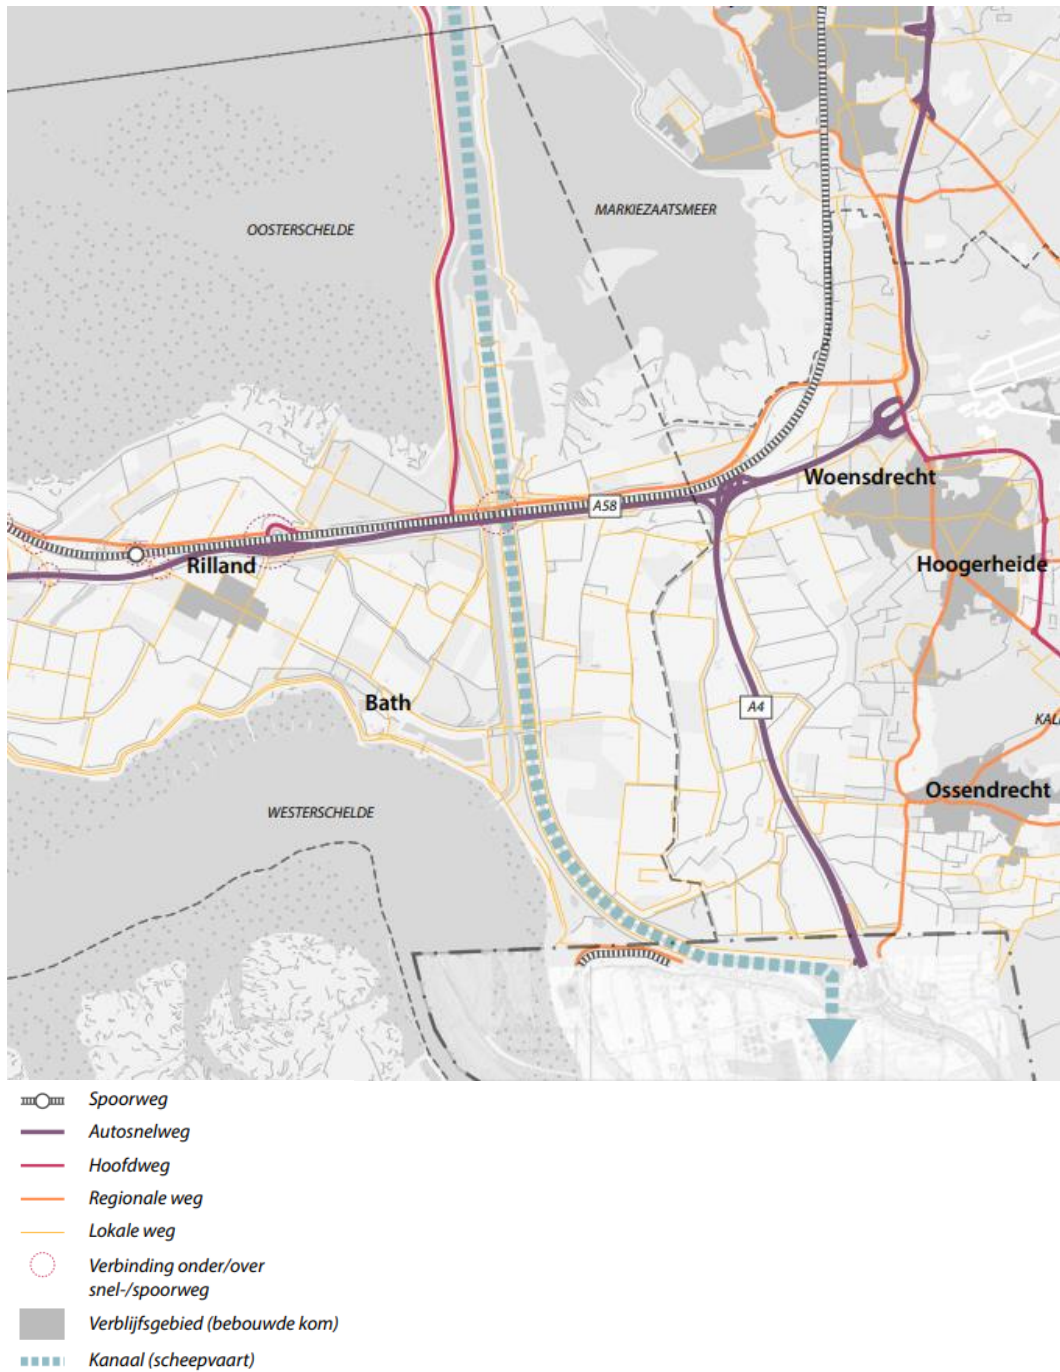 MARKIEZAATSMEER
OOSTERSCHELDE
Woensdrecht
A58
Rilland
Hoogerheide
Bath
A4
KAL
Ossendrecht
WESTERSCHELDE
Spoorweg
Autosnelweg
Hoofdweg
Regionale weg
Lokale weg
Verbinding onder/over
snel-/spoorweg
Verblijfsgebied (bebouwde kom)
Kanaal (scheepvaart)